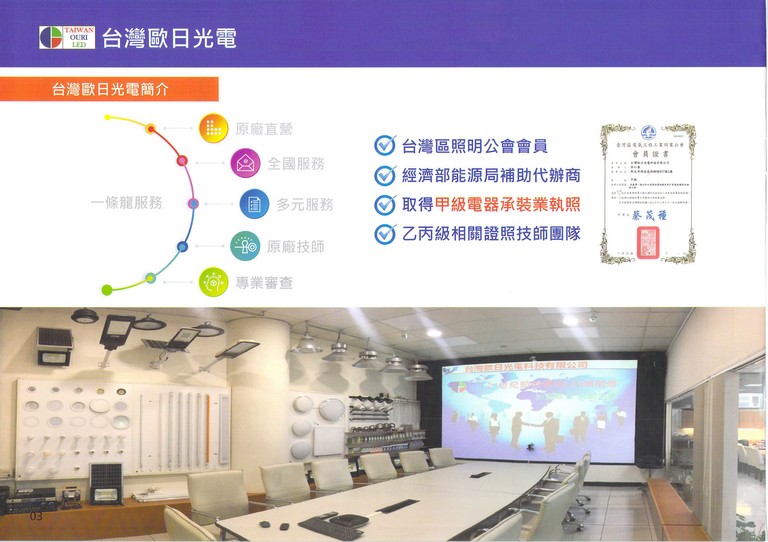 TAIWAN
OURI
LED
台灣歐日光電
台灣歐日光電簡介
一條龍服務
原廠直營
全國服務
多元服務
原廠技師
專業審查
台灣區照明公會會員
經濟部能源局補助代辦商
取得甲級電器承裝業執照
乙丙級相關證照技師團隊
會員證書
台灣歐日光電科技有限公司
03